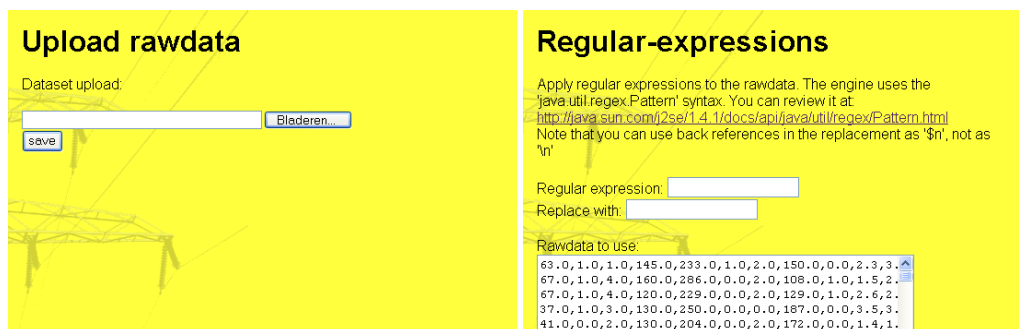 Upload rawdata
Dataset upload:
Bladeren...
save
Regular-expressions
Apply regular expressions to the rawdata. The engine uses the
'java.util.regex.Pattern' syntax. You can review it at:
http://java.sun.com/j2se/1.4.1/docs/api/java/util/regex/Pattern.html
Note that you can use back references in the replacement as '$n', not as
'\n'
Regular expression:
Replace with:
Rawdata to use:
63.0,1.0,1.0,145.0,233.0,1.0,2.0,150.0,0.0,2.3,3.
67.0,1.0,4.0,160.0,286.0,0.0,2.0,108.0,1.0,1.5,2.
67.0,1.0,4.0,120.0,229.0,0.0,2.0,129.0,1.0,2.6,2.
37.0,1.0,3.0,130.0,250.0,0.0,0.0,187.0,0.0,3.5,3.
41.0,0.0,2.0,130.0,204.0,0.0,2.0,172.0,0.0,1.4,1.